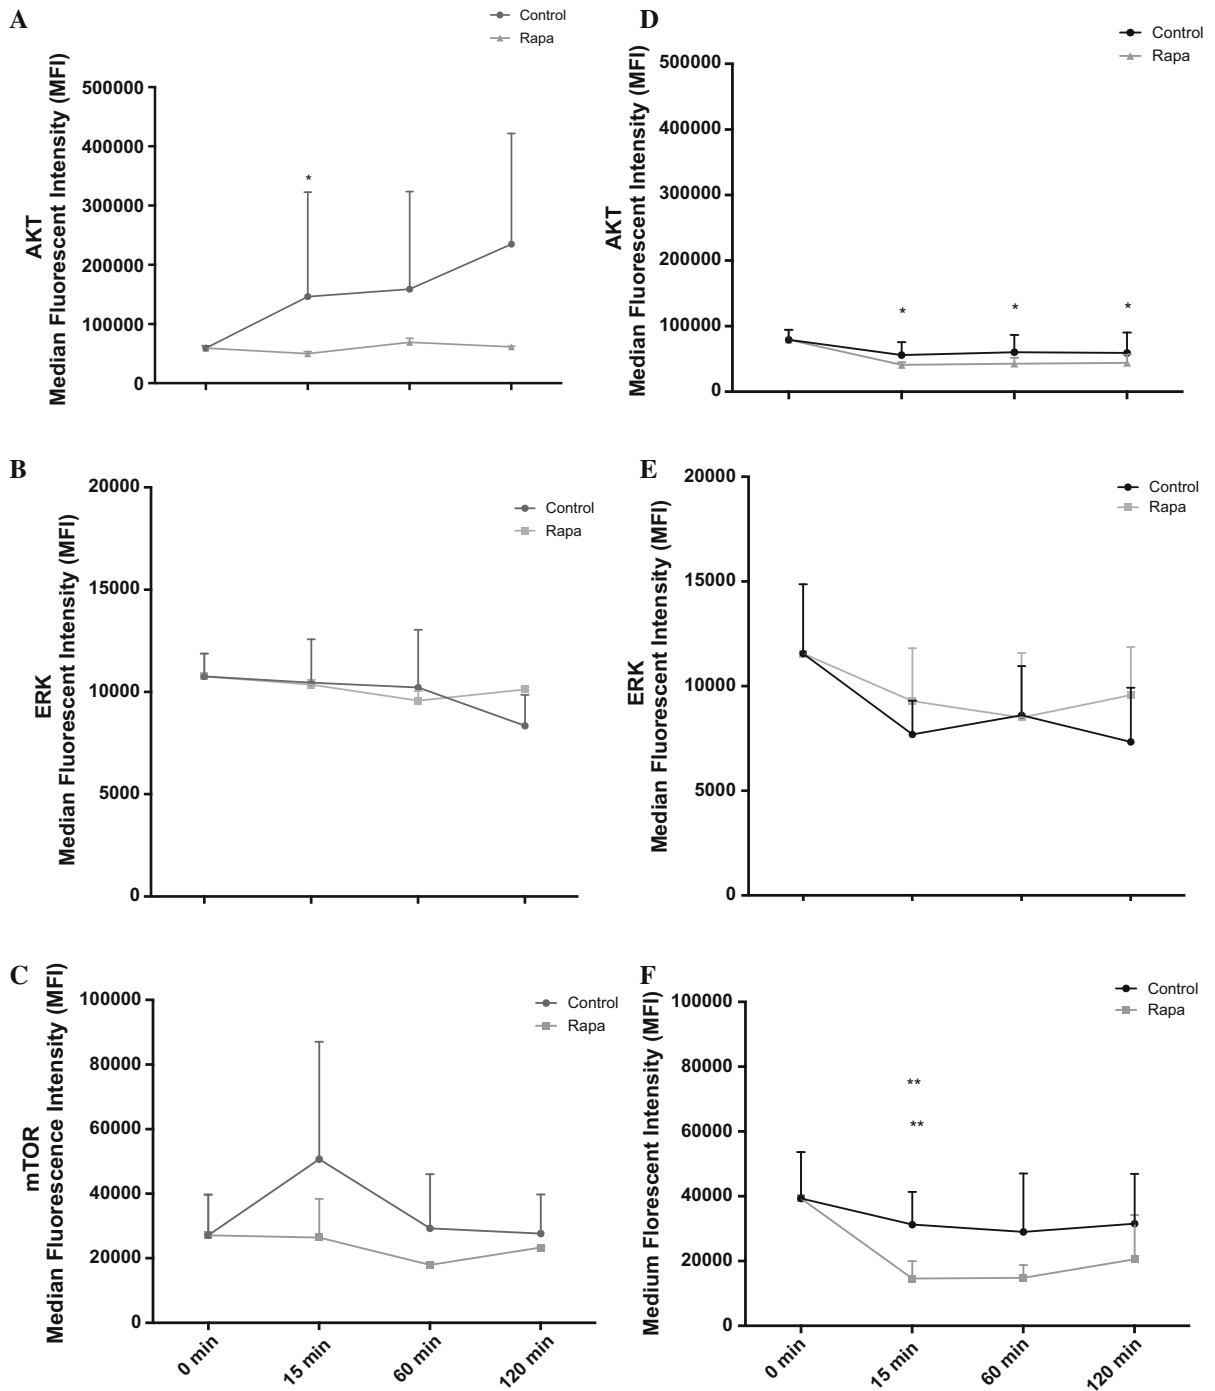 A
Control
Rapa
AKT
Median Fluorescent Intensity (MFI)
500000
400000
300000
200000
100000
0
*
D
Control
Rapa
AKT
Median Fluorescent Intensity (MFI)
500000
400000
300000
200000
100000
0
*
*
*
B
Control
Rapa
ERK
Median Fluorescent Intensity (MFI)
20000
15000
10000
5000
0
E
Control
Rapa
ERK
Median Fluorescent Intensity (MFI)
20000
15000
10000
5000
0
C
Control
Rapa
mTOR
Median Fluorescence Intensity (MFI)
100000
80000
60000
40000
20000
0
0 min
15 min
60 min
120 min
F
Control
Rapa
Medium Florescent Intensity (MFI)
100000
80000
60000
40000
20000
0
**
**
0 min
15 min
60 min
120 min